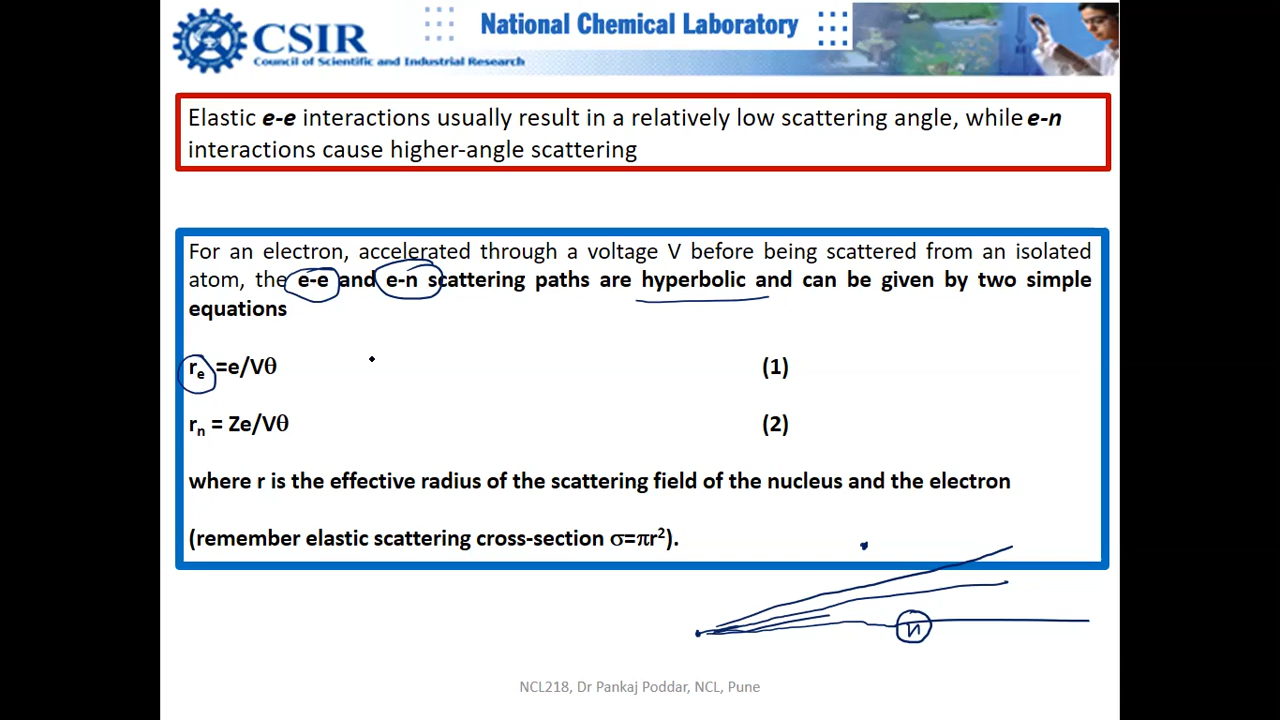 CSIR
Council of Scientific and Industrial Research
National Chemical Laboratory
Elastic e-e interactions usually result in a relatively low scattering angle, while e-n
interactions cause higher-angle scattering
For an electron, accelerated through a voltage V before being scattered from an isolated
atom, the e-e and e-n scattering paths are hyperbolic and can be given by two simple
equations
rₑ =e/Vθ (1)
rₙ = Ze/Vθ (2)
where r is the effective radius of the scattering field of the nucleus and the electron
(remember elastic scattering cross-section σ=πr²).
n
NCL218, Dr Pankaj Poddar, NCL, Pune